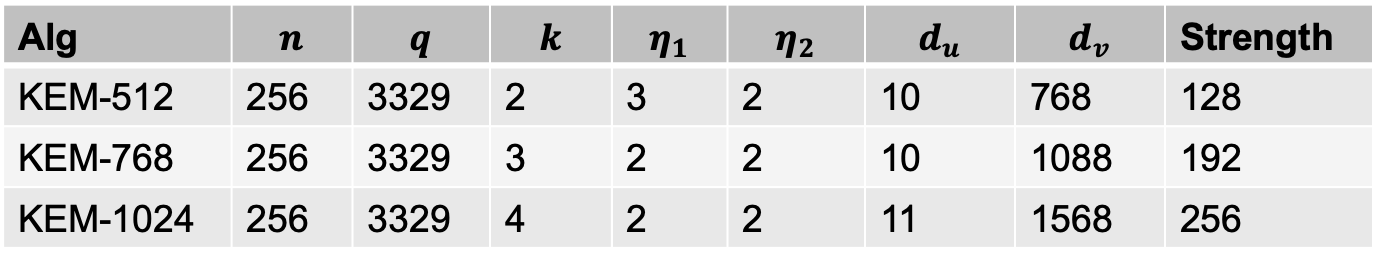 Alg n q k η₁ η₂ dᵤ dᵥ Strength
KEM-512 256 3329 2 3 2 10 768 128
KEM-768 256 3329 3 2 2 10 1088 192
KEM-1024 256 3329 4 2 2 11 1568 256